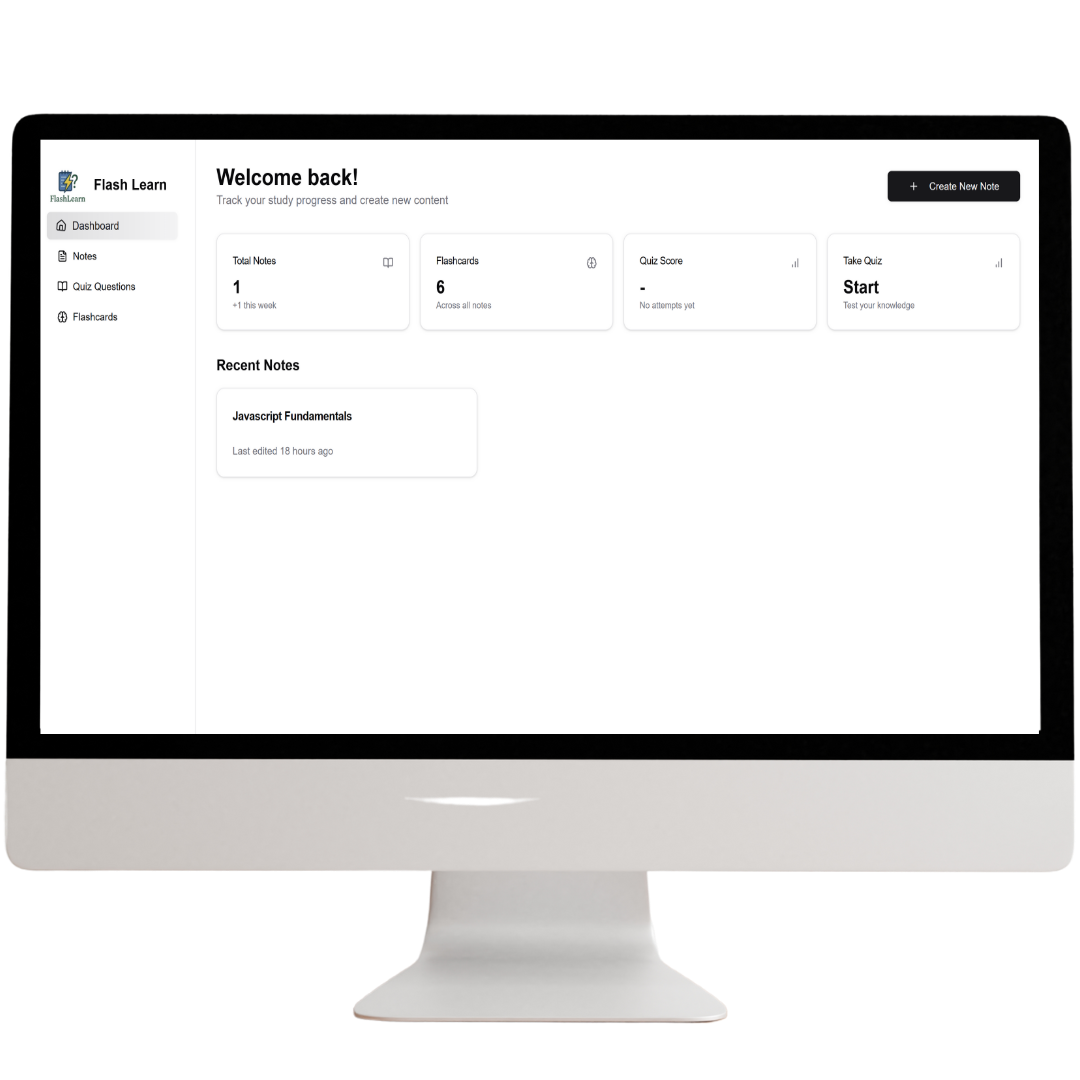 FlashLearn
Flash Learn
Dashboard
Notes
Quiz Questions
Flashcards
Welcome back!
Track your study progress and create new content
+ Create New Note
Total Notes
1
+1 this week
Flashcards
6
Across all notes
Quiz Score
-
No attempts yet
Take Quiz
Start
Test your knowledge
Recent Notes
Javascript Fundamentals
Last edited 18 hours ago